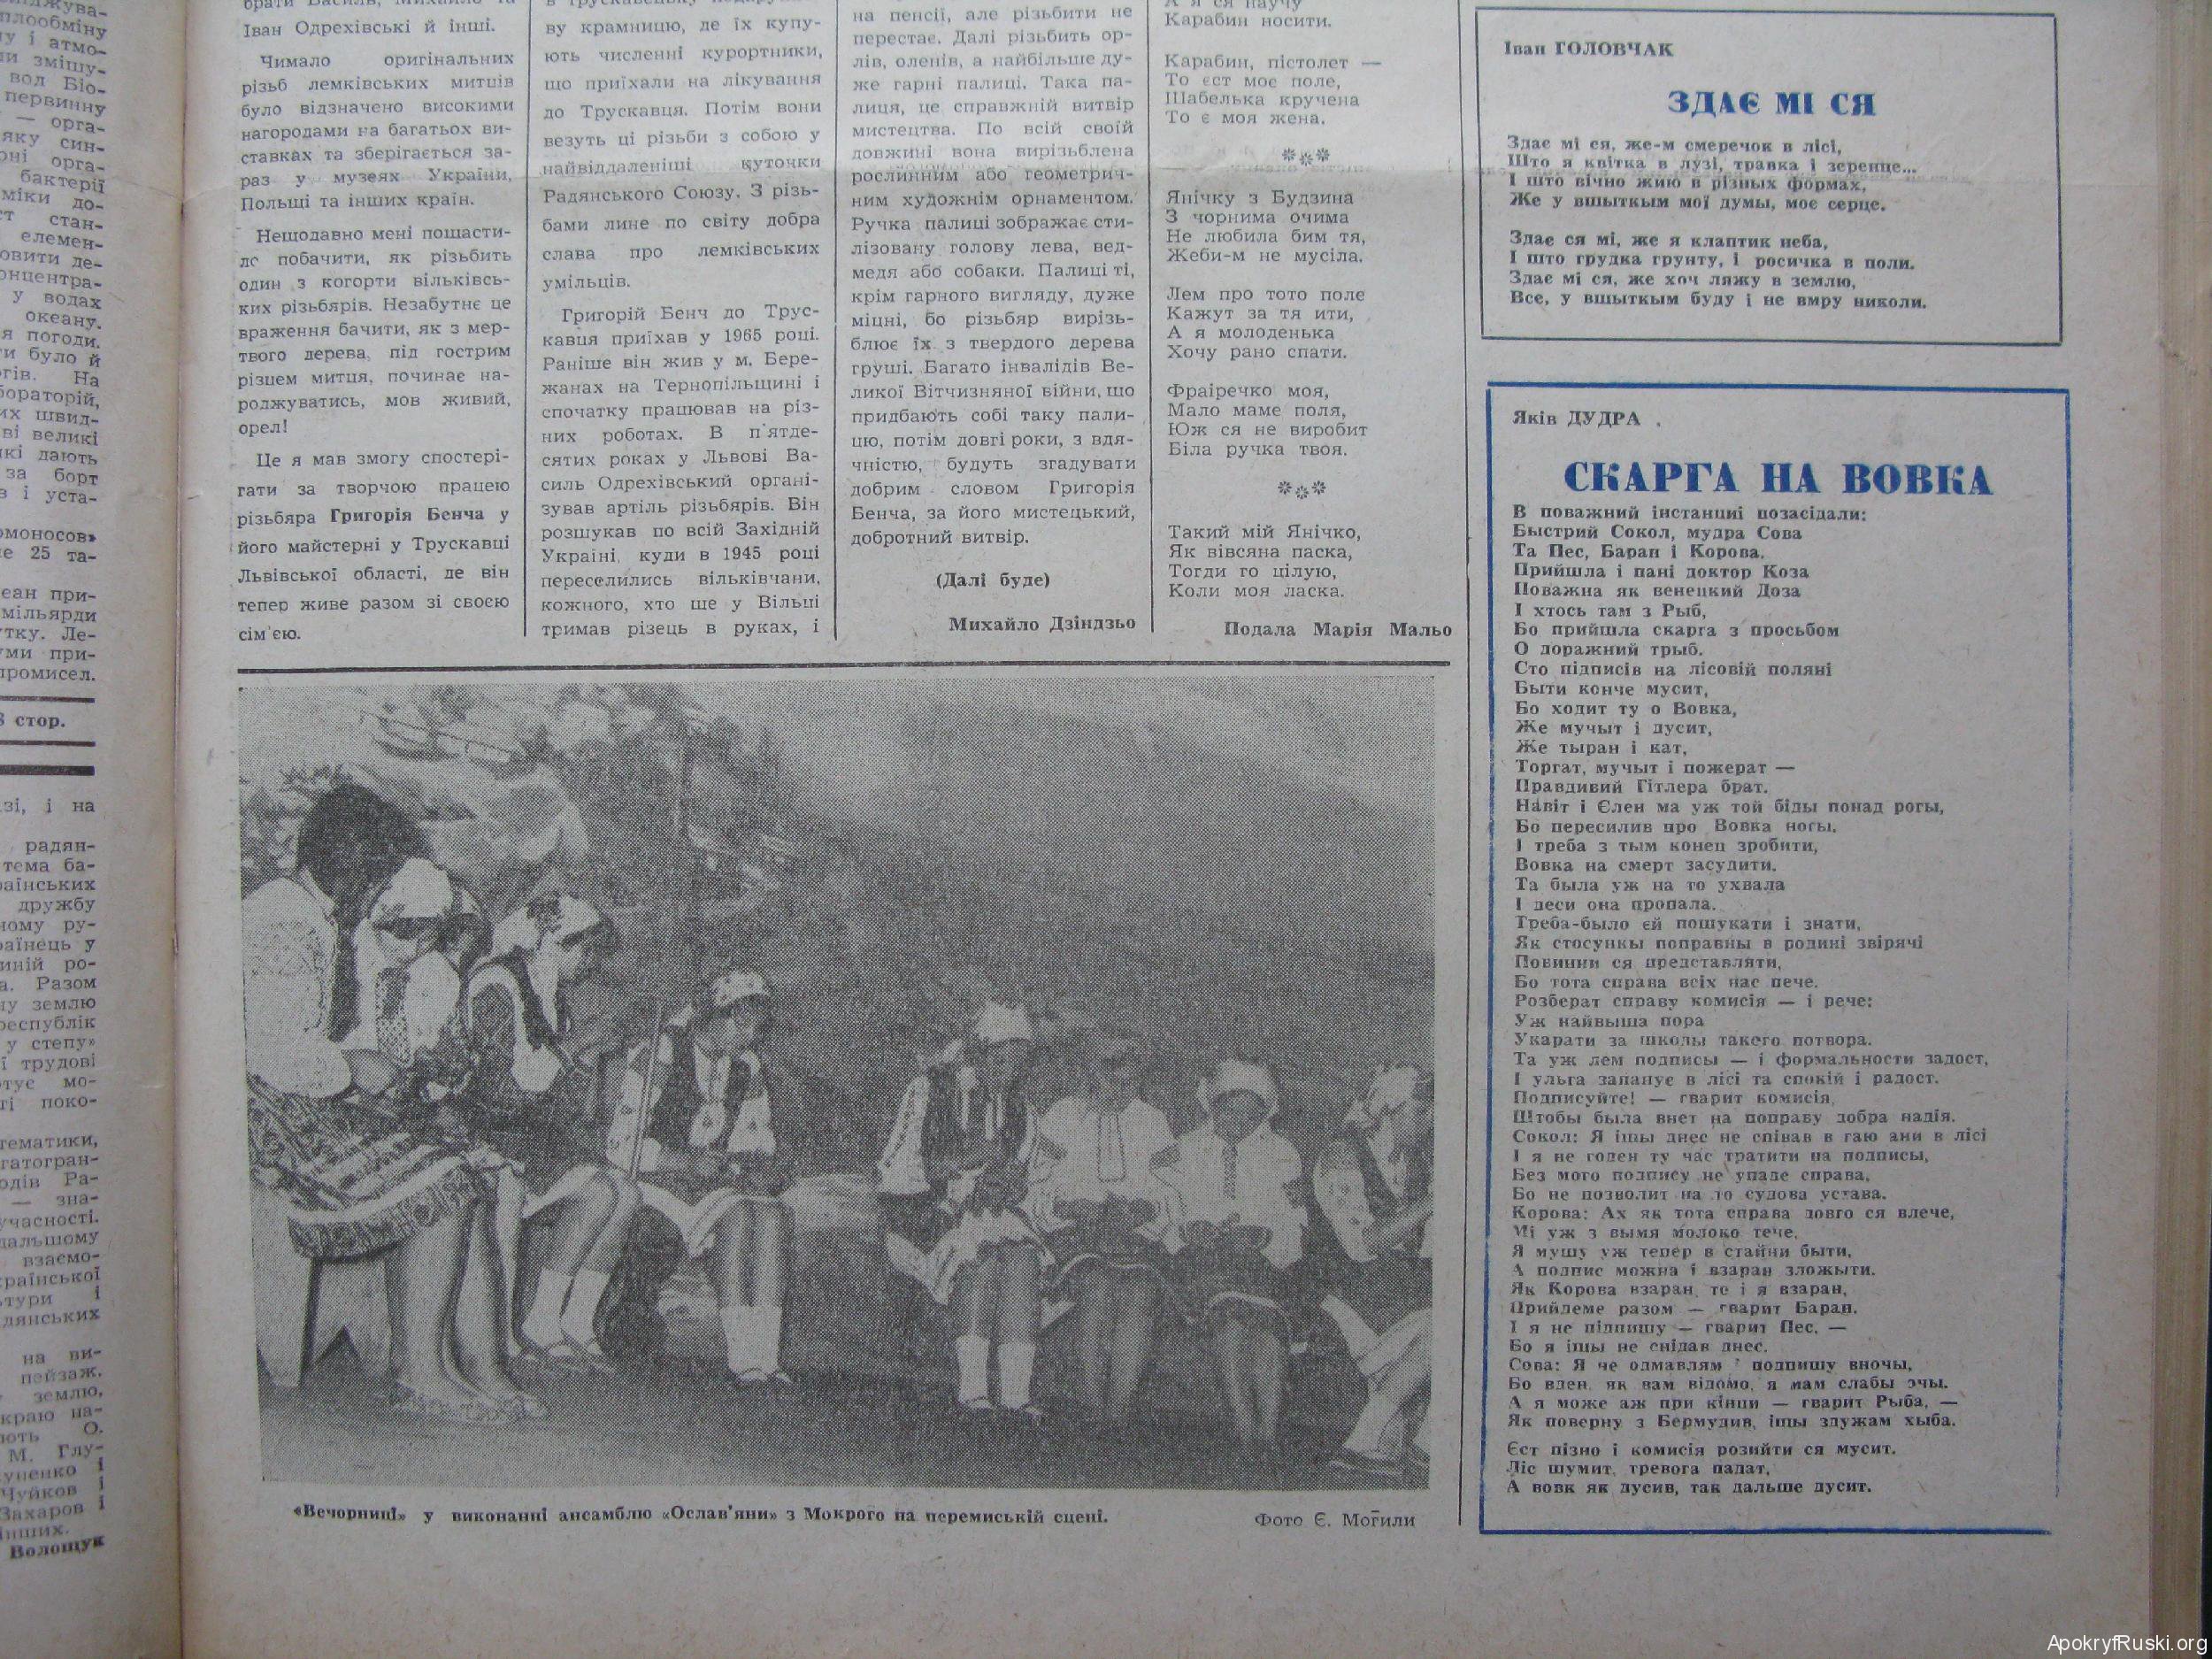 Іван Одрехівські й інші.
Чимало оригінальних
різьб лемківських митців
було відзначено високими
нагородами на багатьох ви-
ставках та зберігається за-
раз у музеях України,
Польщі та інших країн.
Нещодавно мені пощасти-
ло побачити, як різьбить
один з когорти вільківсь-
ких різьбярів. Незабутнє це
враження бачити, як з мер-
твого дерева, під гострим
різцем митця, починає на-
роджуватись, мов живий,
орел!
Це я мав змогу спостері-
гати за творчою працею
різьбяра Григорія Бенча у
його майстерні у Трускавці
Львівської області, де він
тепер живе разом зі своєю
сім'єю.
ву крамницю, де їх купу-
ють численні курортники,
що приїхали на лікування
до Трускавця. Потім вони
везуть ці різьби з собою у
найвіддаленіші куточки
Радянського Союзу. З різь-
бами лине по світу добра
слава про лемківських
умільців.
Григорій Бенч до Трус-
кавця приїхав у 1965 році.
Раніше він жив у м. Бере-
жанах на Тернопільщині і
спочатку працював на різ-
них роботах. В п'ятде-
сятих роках у Львові Ва-
силь Одрехівський органі-
зував артіль різьбярів. Він
розшукав по всій Західній
Україні, куди в 1945 році
переселились вільківчани,
кожного, хто ще у Вільці
тримав різець в руках, і
на пенсії, але різьбити не
перестає. Далі різьбить ор-
лів, оленів, а найбільше ду-
же гарні палиці. Така па-
лиця, це справжній витвір
мистецтва. По всій своїй
довжині вона вирізьблена
рослинним або геометрич-
ним художнім орнаментом.
Ручка палиці зображає сти-
лізовану голову лева, вед-
медя або собаки. Палиці ті,
крім гарного вигляду, дуже
міцні, бо різьбяр вирізь-
блює їх з твердого дерева
груші. Багато інвалідів Ве-
ликої Вітчизняної війни, що
придбають собі таку пали-
цю, потім довгі роки, з вдя-
чністю, будуть згадувати
добрим словом Григорія
Бенча, за його мистецький,
добротний витвір.
(Далі буде)
Михайло Дзіндзьо
А я ся научу
Карабин носити.
Карабин, пістолет —
То єст моє поле,
Шабелька кручена
То є моя жена.
***
Янічку з Будзина
З чорнима очима
Не любила бим тя,
Жеби-м не мусіла.
Лем про тото поле
Кажут за тя ити,
А я молоденька
Хочу рано спати.
Фраіречко моя,
Мало маме поля,
Юж ся не виробит
Біла ручка твоя.
***
Такий мій Янічко,
Як вівсяна паска,
Тогди го цілую,
Коли моя ласка.
Подала Марія Мальо
«Вечорниці» у виконанні ансамблю «Ослав'яни» з Мокрого на перемиській сцені.
Фото Є. Могили
Іван ГОЛОВЧАК
ЗДАЄ МІ СЯ
Здає мі ся, же-м смеречок в лісі,
Што я квітка в лузі, травка і зеренце...
І што вічно жию в різных формах,
Же у вшыткым мої думы, моє серце.
Здає ся мі, же я клаптик неба,
І што грудка грунту, і росичка в поли.
Здає мі ся, же хоч ляжу в землю,
Все, у вшыткым буду і не вмру николи.
Яків ДУДРА
СКАРГА НА ВОВКА
В поважний інстанциі позасідали:
Быстрий Сокол, мудра Сова
Та Пес, Баран і Корова.
Прийшла і пані доктор Коза
Поважна як венецкий Доза
І хтось там з Рыб,
Бо прийшла скарга з просьбом
О доражний трыб.
Сто підписів на лісовій поляні
Быти конче мусит,
Бо ходит ту о Вовка,
Же мучыт і дусит,
Же тыран і кат,
Торгат, мучыт і пожерат —
Правдивий Гітлера брат.
Навіт і Єлен ма уж той біды понад рогы,
Бо пересилив про Вовка ногы.
І треба з тым конец зробити,
Вовка на смерт засудити.
Та была уж на то ухвала
І деси она пропала.
Треба-было єй пошукати і знати,
Як стосункы поправны в родині звірячі
Повинни ся представляти,
Бо тота справа всіх нас пече.
Розберат справу комисія — і рече:
Уж найвыша пора
Укарати за школы такего потвора.
Та уж лем подписы — і формальности задост,
І ульга запанує в лісі та спокій і радост.
Подписуйте! — гварит комисія,
Штобы была внет на поправу добра надія.
Сокол: Я іщы днес не співав в гаю ани в лісі
І я не годен ту час тратити на подписы,
Без мого подпису не упаде справа,
Бо не позволит на то судова устава.
Корова: Ах як тота справа довго ся влече,
Мі уж з вымя молоко тече.
Я мушу уж тепер в стайни быти,
А подпис можна і взаран зложыти.
Як Корова взаран, то і я взаран,
Прийдеме разом — гварит Баран.
І я не підпишу — гварит Пес, —
Бо я іщы не снідав днес.
Сова: Я не одмавлям подпишу вночы,
Бо вден, як вам відомо, я мам слабы очы.
А я може аж при кінци — гварит Рыба, —
Як поверну з Бермудив, іщы здужам хыба.
Єст пізно і комисія розийти ся мусит.
Ліс шумит, тревога падат,
А вовк як дусив, так дальше дусит.
ApokryfRuski.org